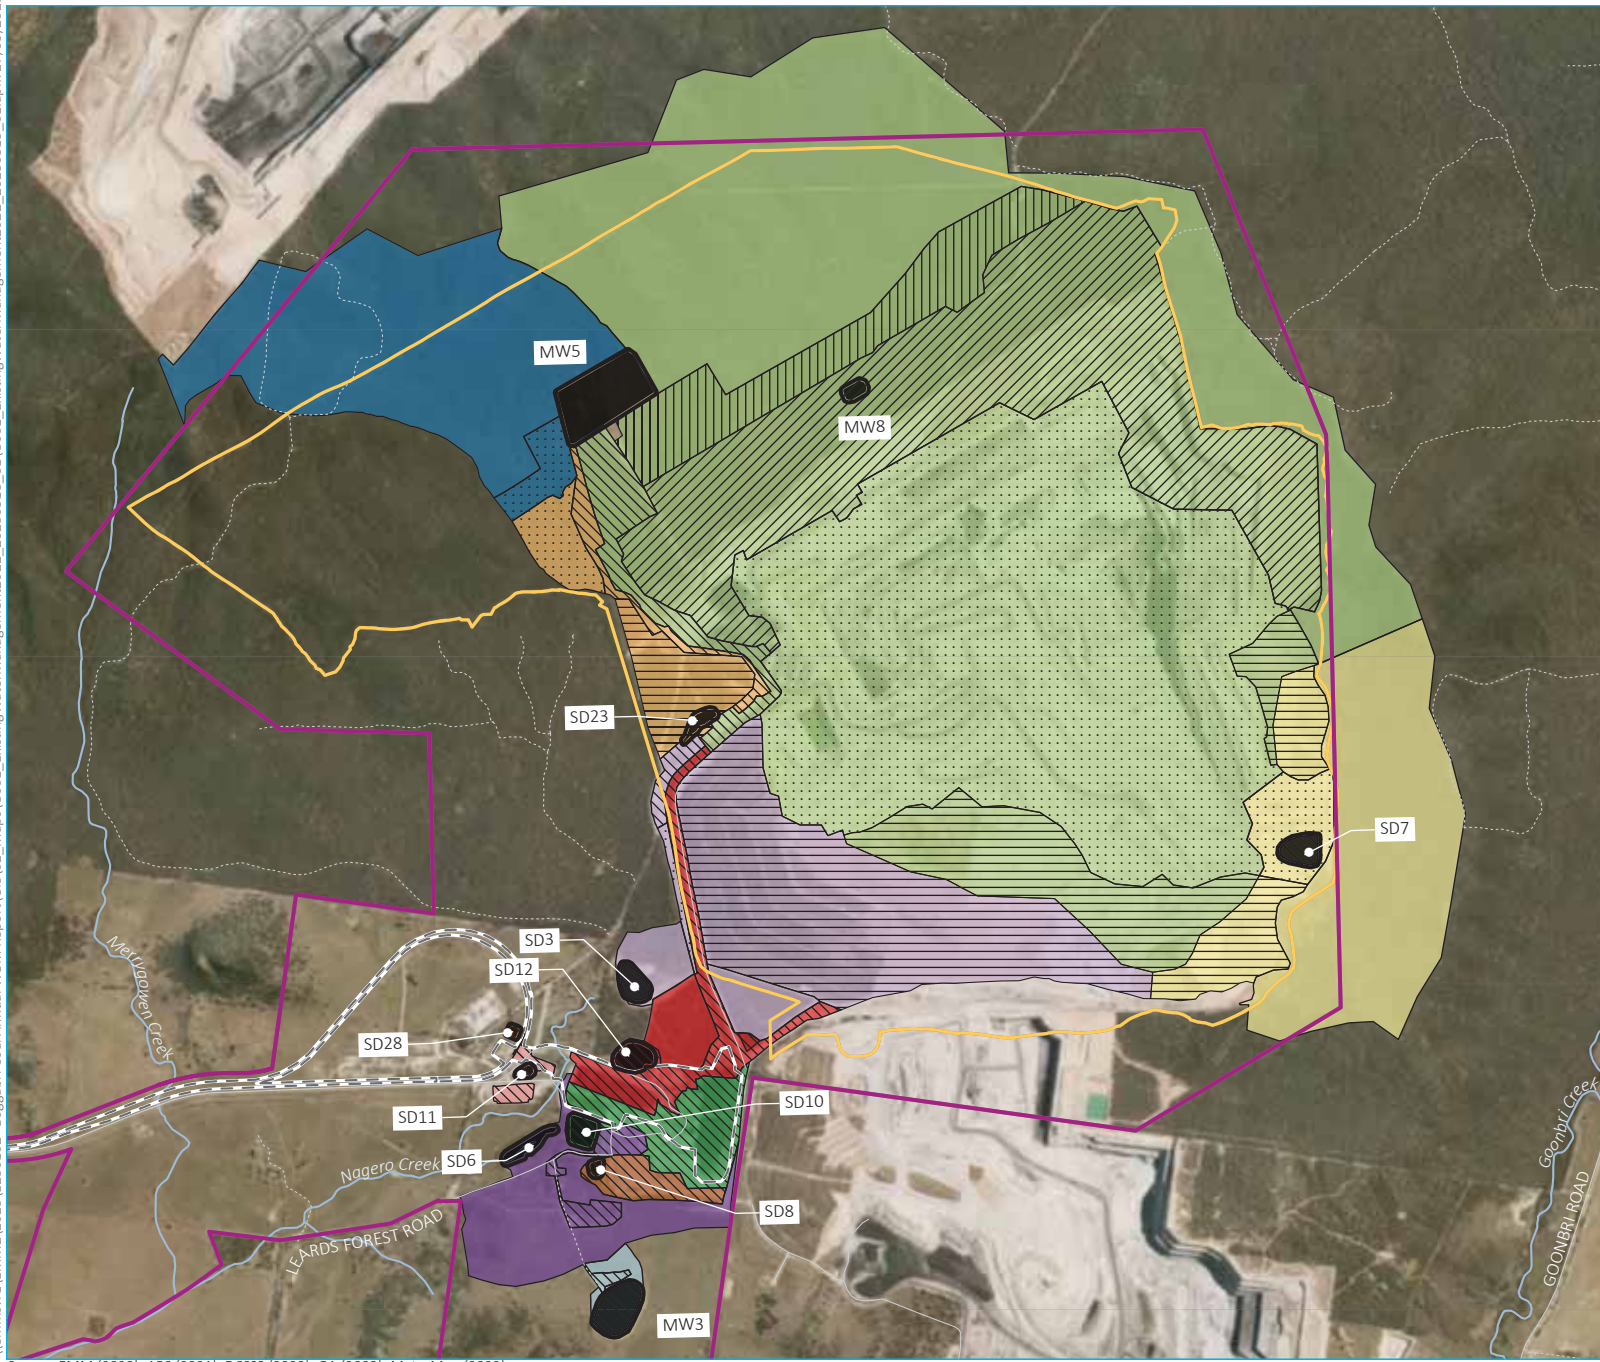 MW5
MW8
SD23
SD7
SD3
SD12
Merrygowen Creek
SD28
SD11
SD10
Goonbri Creek
SD6
Nagero Creek
SD8
GOONBRI ROAD
LEARDS FOREST ROAD
MW3